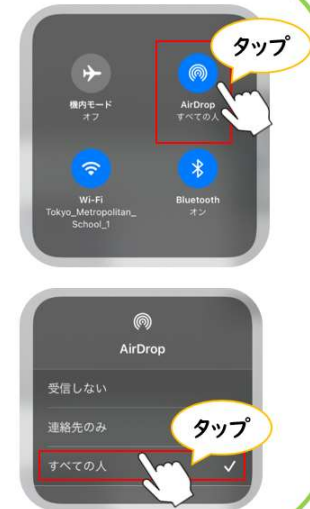 タップ
機内モード
オフ
AirDrop
すべての人
Wi-Fi
Tokyo_Metropolitan_
School_1
Bluetooth
オン
AirDrop
受信しない
連絡先のみ
タップ
すべての人